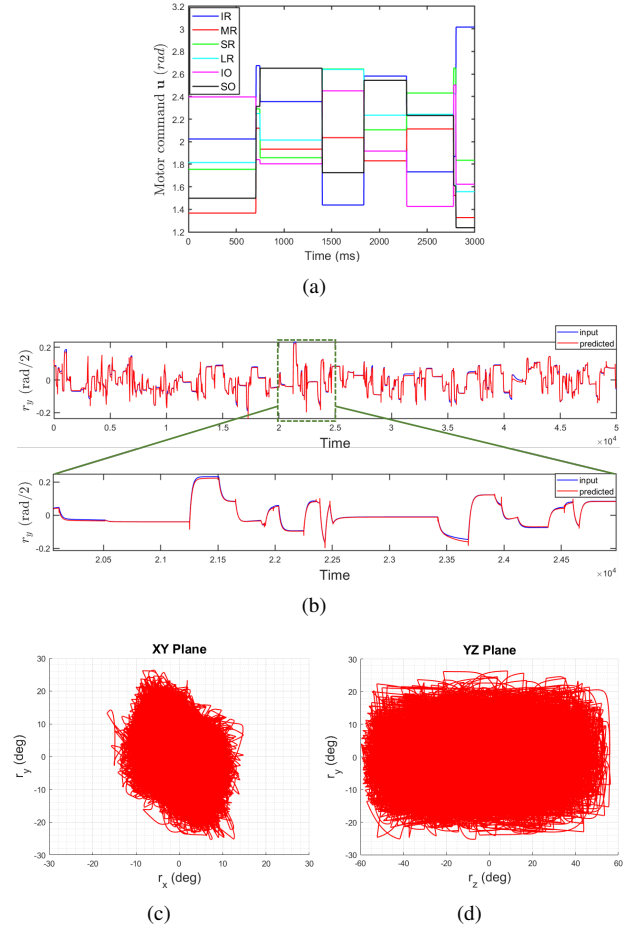 3.2
3
2.8
2.6
2.4
2.2
2
1.8
1.6
1.4
1.2
Motor command u (rad)
IR
MR
SR
LR
IO
SO
0 500 1000 1500 2000 2500 3000
Time (ms)
(a)
0.2
0
-0.2
r_y (rad/2)
input
predicted
0 0.5 1 1.5 2 2.5 3 3.5 4 4.5 5
Time
×10⁴
0.2
0
-0.2
r_y (rad/2)
input
predicted
2.05 2.1 2.15 2.2 2.25 2.3 2.35 2.4 2.45
Time
×10⁴
(b)
XY Plane
30
20
10
0
-10
-20
-30
r_y (deg)
-30 -20 -10 0 10 20 30
r_x (deg)
(c)
YZ Plane
30
20
10
0
-10
-20
-30
r_y (deg)
-60 -40 -20 0 20 40 60
r_z (deg)
(d)